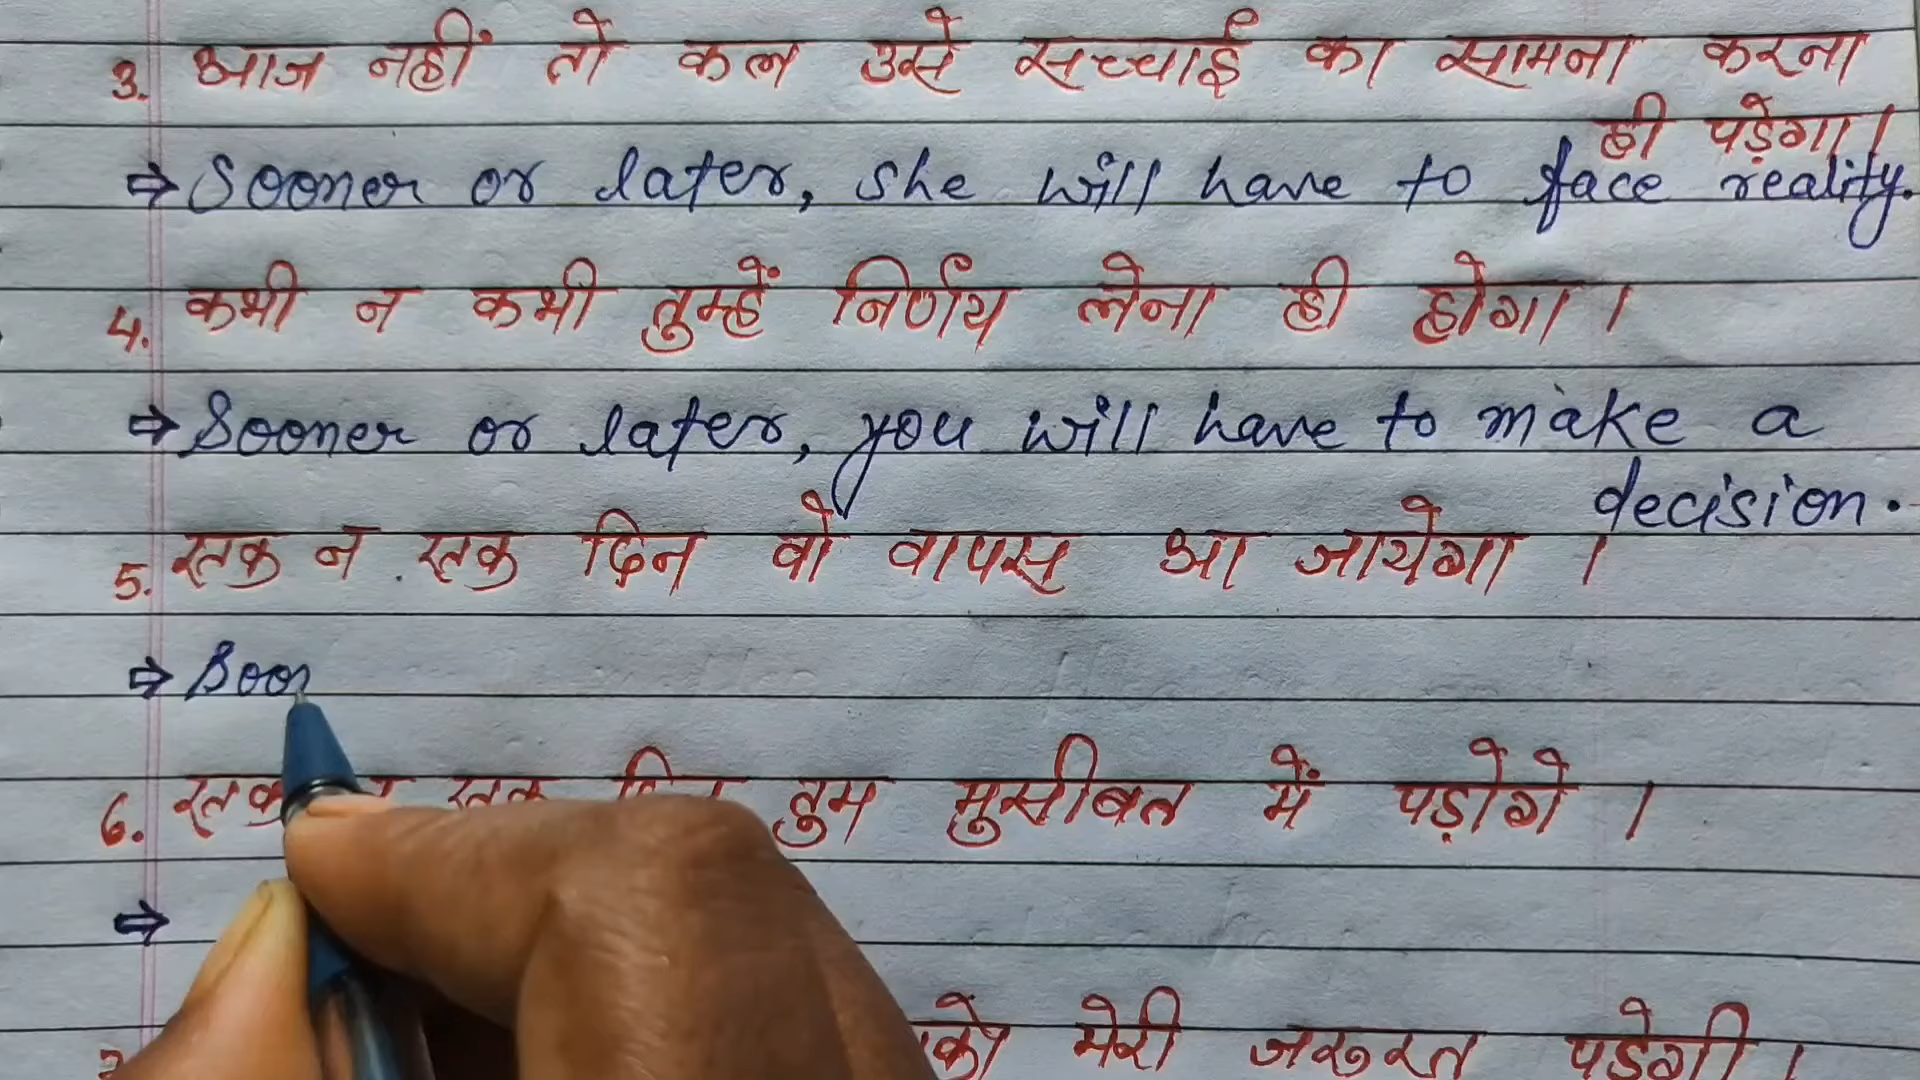 3. आज नहीं तो कल उसे सच्चाई का सामना करना
ही पड़ेगा।
⇒ Sooner or later, she will have to face reality.
4. कभी न कभी तुम्हें निर्णय लेना ही होगा।
⇒ Sooner or later, you will have to make a
decision.
5. एक न एक दिन वो वापस आ जायेगा।
⇒ Soon
6. एक न एक दिन तुम मुसीबत में पड़ोगे।
⇒
मेरी जरूरत पड़ेगी।